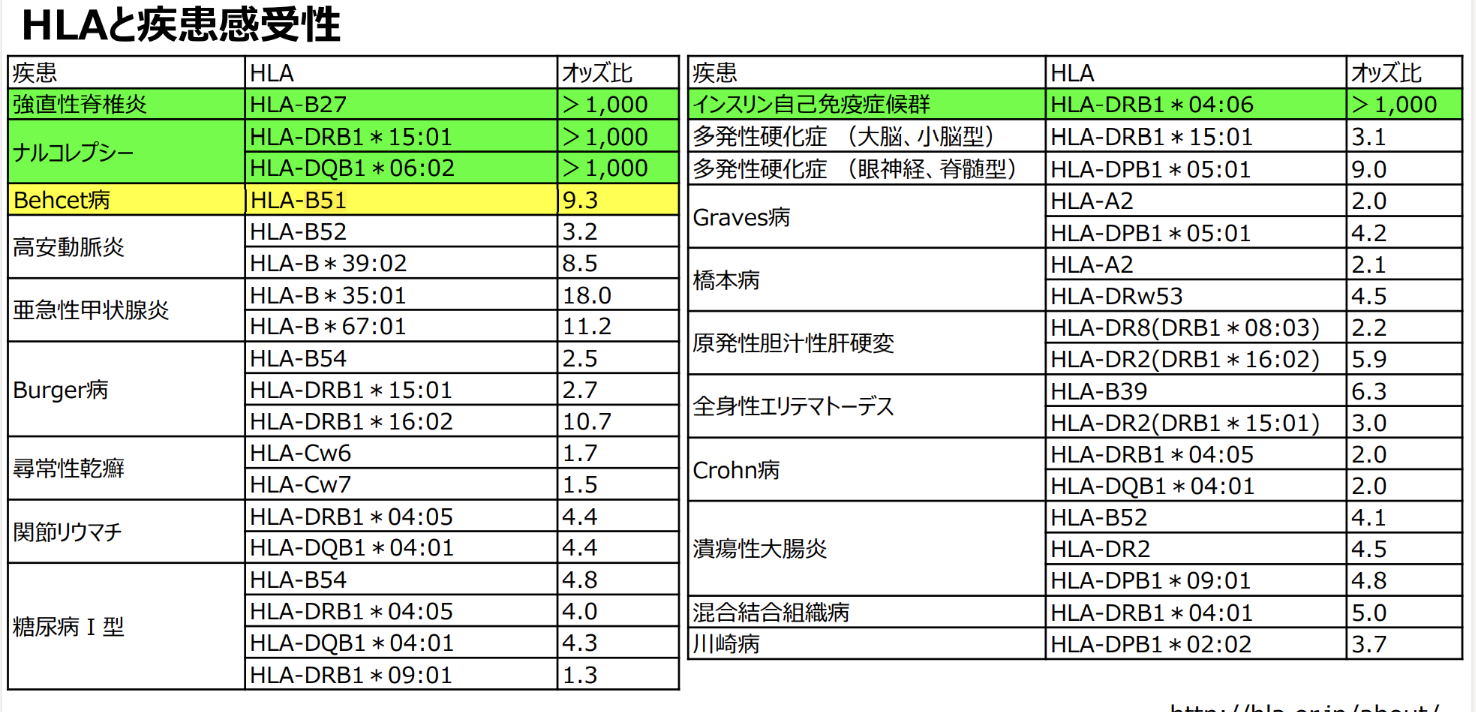 HLAと疾患感受性
疾患 HLA オッズ比
強直性脊椎炎 HLA-B27 ＞1,000
ナルコレプシー HLA-DRB1＊15:01 ＞1,000
HLA-DQB1＊06:02 ＞1,000
Behcet病 HLA-B51 9.3
高安動脈炎 HLA-B52 3.2
HLA-B＊39:02 8.5
亜急性甲状腺炎 HLA-B＊35:01 18.0
HLA-B＊67:01 11.2
Burger病 HLA-B54 2.5
HLA-DRB1＊15:01 2.7
HLA-DRB1＊16:02 10.7
尋常性乾癬 HLA-Cw6 1.7
HLA-Cw7 1.5
関節リウマチ HLA-DRB1＊04:05 4.4
HLA-DQB1＊04:01 4.4
糖尿病Ⅰ型 HLA-B54 4.8
HLA-DRB1＊04:05 4.0
HLA-DQB1＊04:01 4.3
HLA-DRB1＊09:01 1.3
疾患 HLA オッズ比
インスリン自己免疫症候群 HLA-DRB1＊04:06 ＞1,000
多発性硬化症 （大脳、小脳型） HLA-DRB1＊15:01 3.1
多発性硬化症 （眼神経、脊髄型） HLA-DPB1＊05:01 9.0
Graves病 HLA-A2 2.0
HLA-DPB1＊05:01 4.2
橋本病 HLA-A2 2.1
HLA-DRw53 4.5
原発性胆汁性肝硬変 HLA-DR8(DRB1＊08:03) 2.2
HLA-DR2(DRB1＊16:02) 5.9
全身性エリテマトーデス HLA-B39 6.3
HLA-DR2(DRB1＊15:01) 3.0
Crohn病 HLA-DRB1＊04:05 2.0
HLA-DQB1＊04:01 2.0
潰瘍性大腸炎 HLA-B52 4.1
HLA-DR2 4.5
HLA-DPB1＊09:01 4.8
混合結合組織病 HLA-DRB1＊04:01 5.0
川崎病 HLA-DPB1＊02:02 3.7
http://hla.or.jp/about/